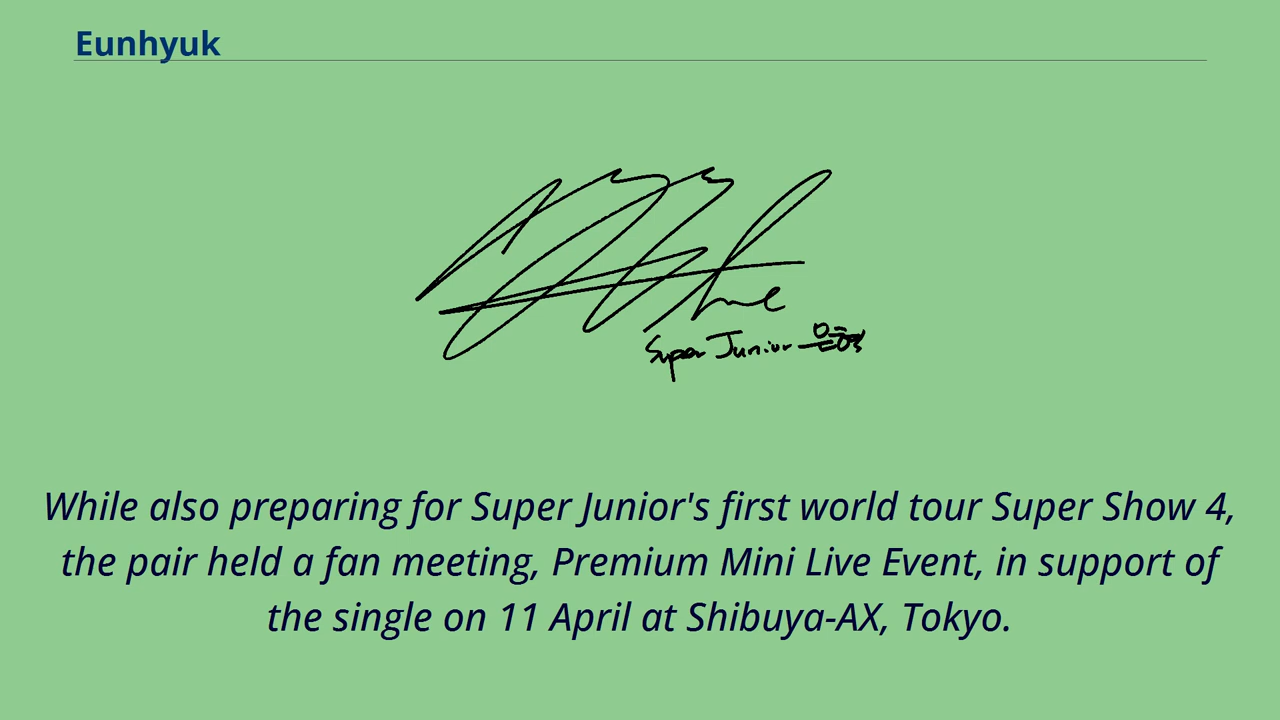 Eunhyuk
Super Junior 은혁
While also preparing for Super Junior's first world tour Super Show 4,
the pair held a fan meeting, Premium Mini Live Event, in support of
the single on 11 April at Shibuya-AX, Tokyo.